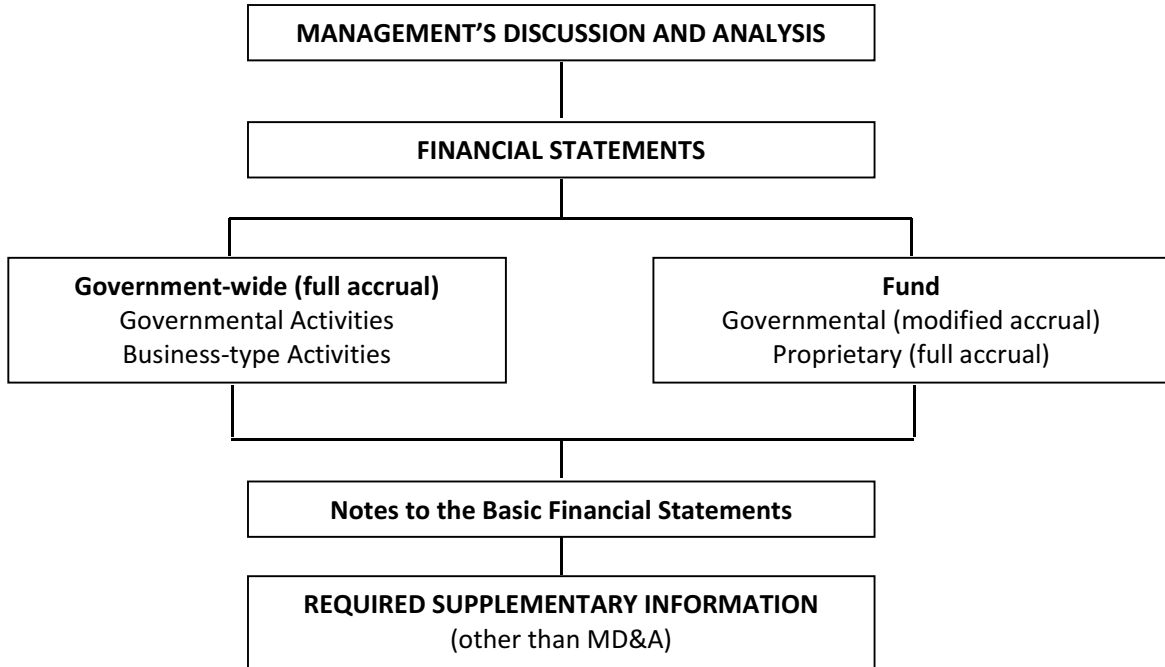 MANAGEMENT’S DISCUSSION AND ANALYSIS
FINANCIAL STATEMENTS
Government-wide (full accrual)
Governmental Activities
Business-type Activities
Fund
Governmental (modified accrual)
Proprietary (full accrual)
Notes to the Basic Financial Statements
REQUIRED SUPPLEMENTARY INFORMATION
(other than MD&A)